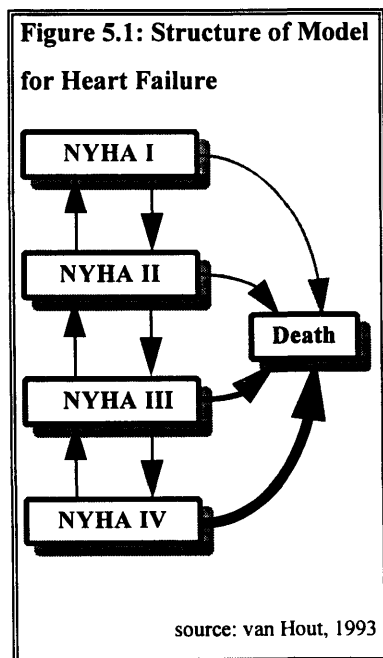 Figure 5.1: Structure of Model
for Heart Failure
NYHA I
NYHA II
Death
NYHA III
NYHA IV
source: van Hout, 1993